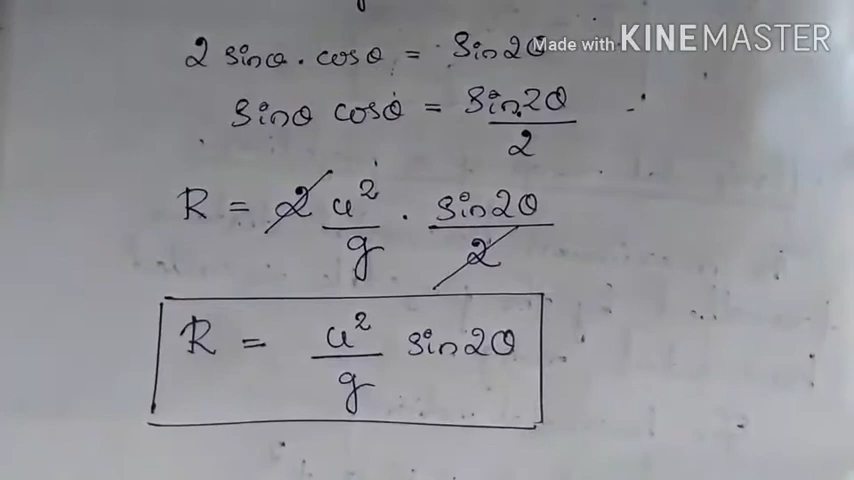 2 sinθ . cosθ = Sin2θ
Made with KINEMASTER
Sinθ cosθ = Sin2θ / 2
R = 2 u² / g . Sin2θ / 2
R = u² / g sin2θ